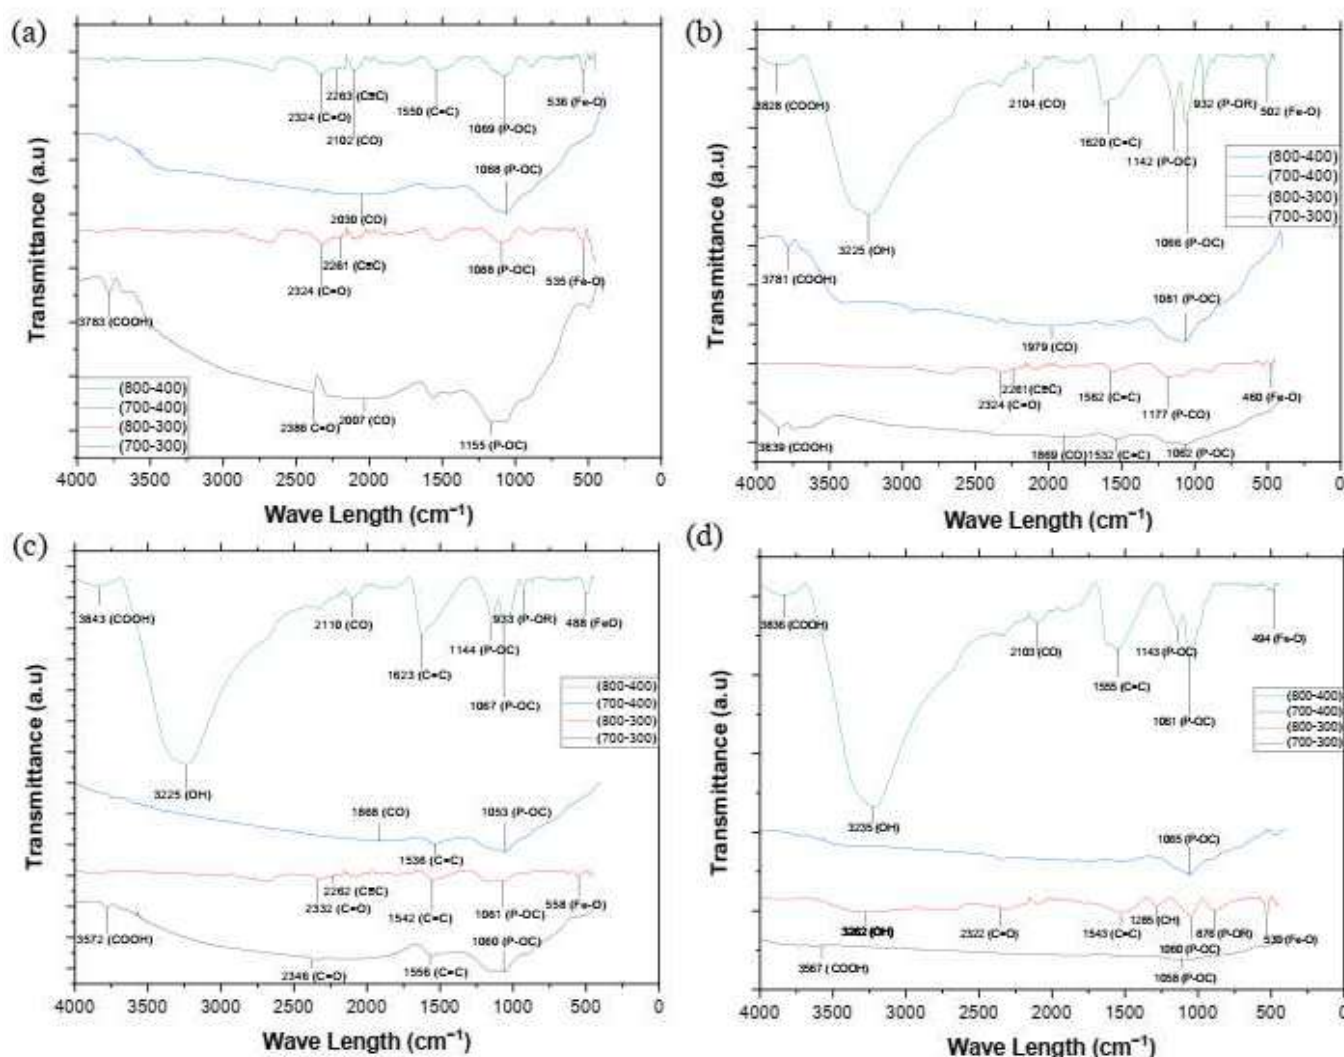 (a)
2263 (C≡C)
2324 (C=O)
2102 (CO)
1550 (C=C)
1069 (P-OC)
536 (Fe-O)
1068 (P-OC)
2030 (CO)
2261 (C≡C)
2324 (C=O)
1088 (P-OC)
535 (Fe-O)
3783 (COOH)
2386 C=O)
2007 (CO)
1155 (P-OC)
(800-400)
(700-400)
(800-300)
(700-300)
Transmittance (a.u)
4000 3500 3000 2500 2000 1500 1000 500 0
Wave Length (cm⁻¹)
(b)
3828 (COOH)
3225 (OH)
2104 (CO)
1620 (C=C)
1142 (P-OC)
932 (P-OR)
502 (Fe-O)
1066 (P-OC)
(800-400)
(700-400)
(800-300)
(700-300)
3781 (COOH)
1979 (CO)
1081 (P-OC)
2261(C≡C)
2324 (C=O)
1562 (C=C)
1177 (P-CO)
460 (Fe-O)
3839 (COOH)
1869 (CO)
1532 (C=C)
1062 (P-OC)
Transmittance (a.u)
4000 3500 3000 2500 2000 1500 1000 500 0
Wave Length (cm⁻¹)
(c)
3843 (COOH)
3225 (OH)
2110 (CO)
1623 (C=C)
1144 (P-OC)
933 (P-OR)
488 (FeO)
1067 (P-OC)
(800-400)
(700-400)
(800-300)
(700-300)
1868 (CO)
1053 (P-OC)
1536 (C=C)
2262 (C≡C)
2332 (C=O)
1542 (C=C)
1061 (P-OC)
558 (Fe-O)
3572 (COOH)
1060 (P-OC)
2346 (C=O)
1556 (C=C)
Transmittance (a.u)
4000 3500 3000 2500 2000 1500 1000 500 0
Wave Length (cm⁻¹)
(d)
3836 (COOH)
3235 (OH)
2103 (CO)
1555 (C=C)
1143 (P-OC)
494 (Fe-O)
1061 (P-OC)
(800-400)
(700-400)
(800-300)
(700-300)
1065 (P-OC)
3262 (OH)
2322 (C=O)
1543 (C=C)
1285 (CH)
1060 (P-OC)
876 (P-OR)
530 (Fe-O)
3567 ( COOH)
1058 (P-OC)
Transmittance (a.u)
4000 3500 3000 2500 2000 1500 1000 500 0
Wave Length (cm⁻¹)